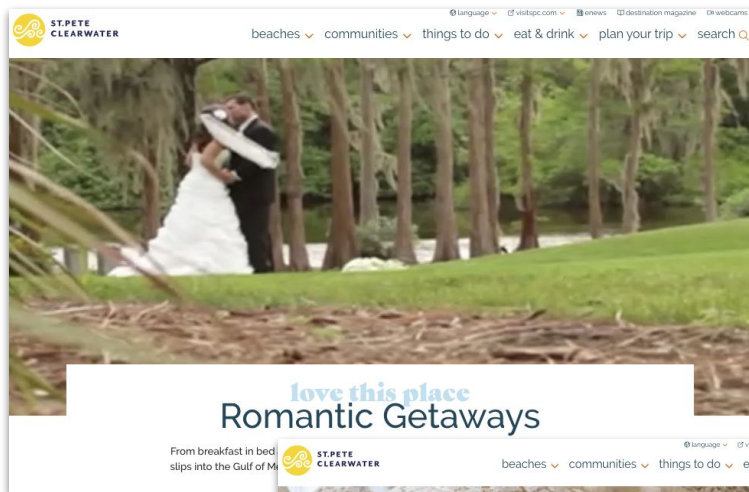 language visitspc.com enews destination magazine webcams
ST.PETE
CLEARWATER
beaches communities things to do eat & drink plan your trip search
love this place
Romantic Getaways
From breakfast in bed
slips into the Gulf of Me
language v
ST.PETE
CLEARWATER
beaches communities things to do e